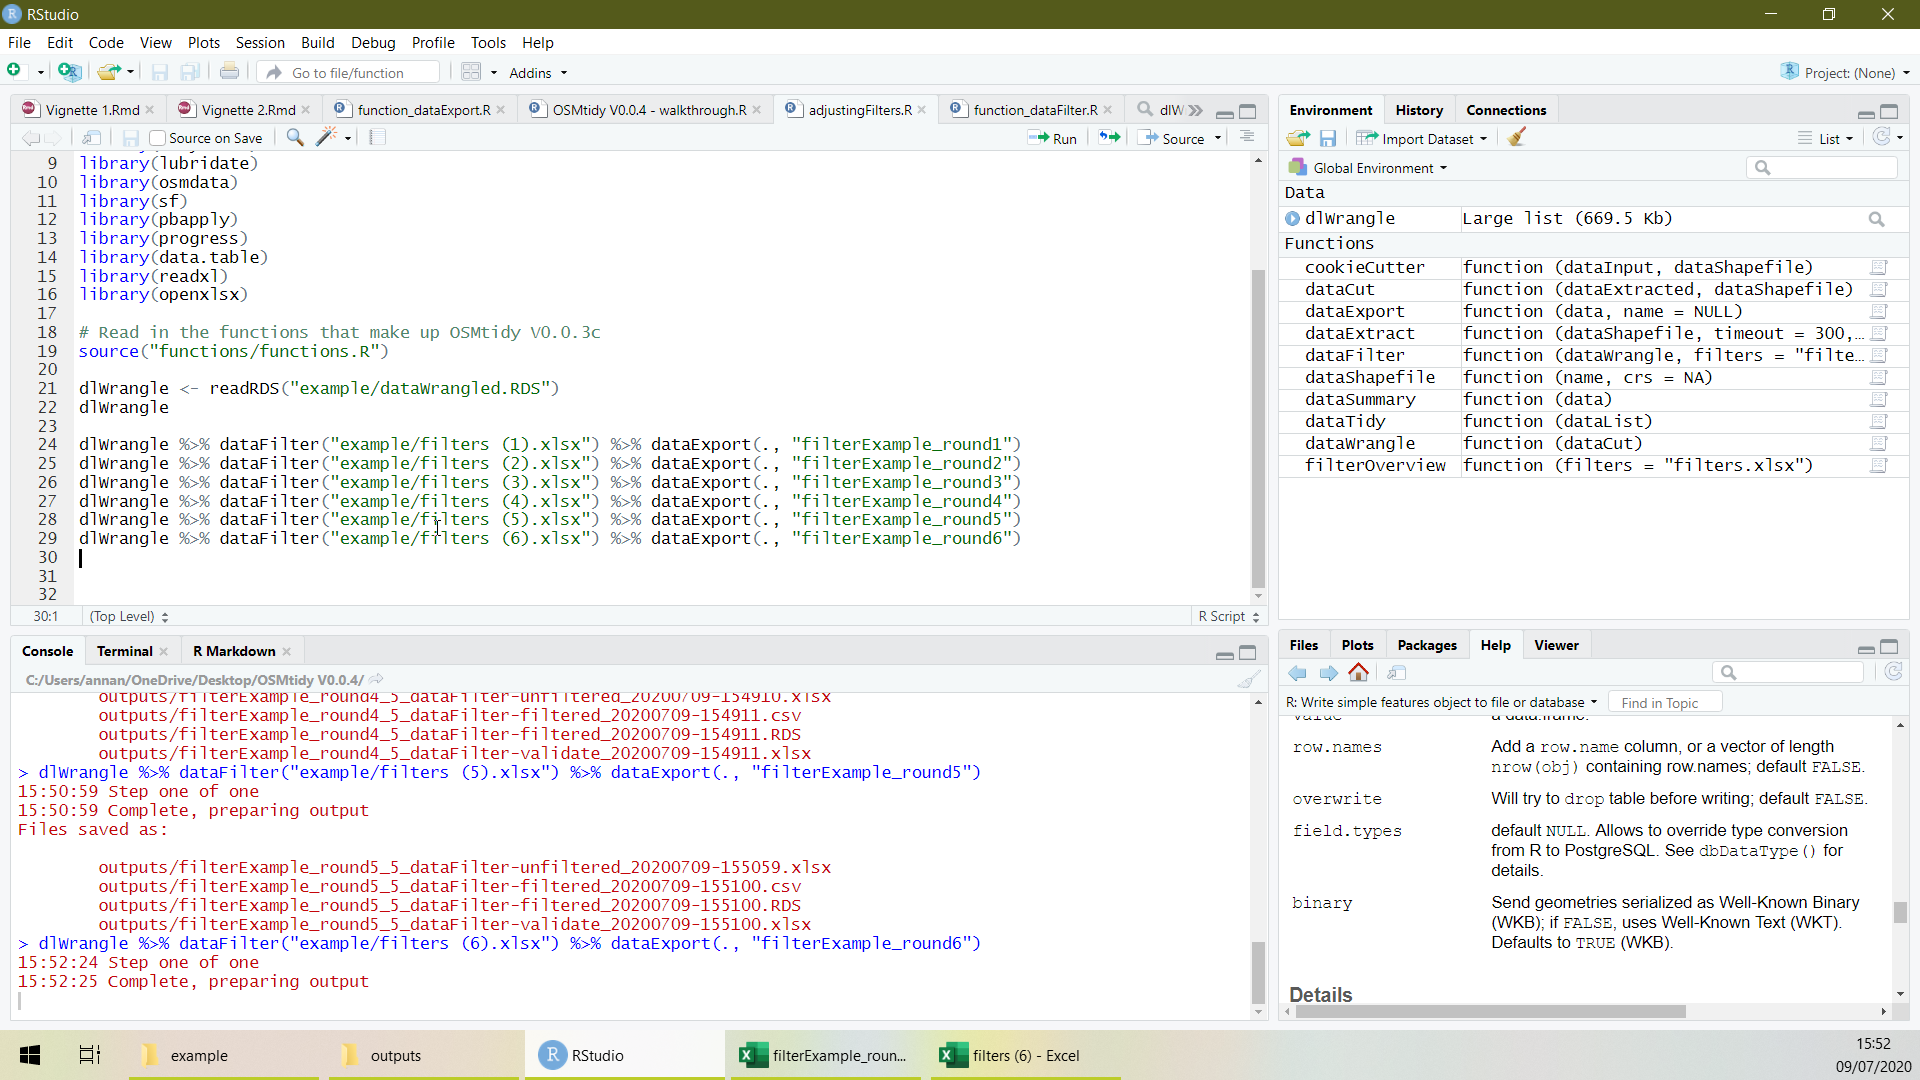 RStudio
File Edit Code View Plots Session Build Debug Profile Tools Help
Go to file/function Addins Project: (None)
Vignette 1.Rmd Vignette 2.Rmd function_dataExport.R OSMtidy V0.0.4 - walkthrough.R adjustingFilters.R function_dataFilter.R dlW
Source on Save Run Source
9 library(lubridate)
10 library(osmdata)
11 library(sf)
12 library(pbapply)
13 library(progress)
14 library(data.table)
15 library(readxl)
16 library(openxlsx)
17
18 # Read in the functions that make up OSMtidy V0.0.3c
19 source("functions/functions.R")
20
21 dlWrangle <- readRDS("example/dataWrangled.RDS")
22 dlWrangle
23
24 dlWrangle %>% dataFilter("example/filters (1).xlsx") %>% dataExport(., "filterExample_round1")
25 dlWrangle %>% dataFilter("example/filters (2).xlsx") %>% dataExport(., "filterExample_round2")
26 dlWrangle %>% dataFilter("example/filters (3).xlsx") %>% dataExport(., "filterExample_round3")
27 dlWrangle %>% dataFilter("example/filters (4).xlsx") %>% dataExport(., "filterExample_round4")
28 dlWrangle %>% dataFilter("example/filters (5).xlsx") %>% dataExport(., "filterExample_round5")
29 dlWrangle %>% dataFilter("example/filters (6).xlsx") %>% dataExport(., "filterExample_round6")
30
31
32
30:1 (Top Level) R Script
Console Terminal R Markdown
C:/Users/annan/OneDrive/Desktop/OSMtidy V0.0.4/
outputs/filterExample_round4_5_dataFilter-unfiltered_20200709-154910.xlsx
outputs/filterExample_round4_5_dataFilter-filtered_20200709-154911.csv
outputs/filterExample_round4_5_dataFilter-filtered_20200709-154911.RDS
outputs/filterExample_round4_5_dataFilter-validate_20200709-154911.xlsx
> dlWrangle %>% dataFilter("example/filters (5).xlsx") %>% dataExport(., "filterExample_round5")
15:50:59 Step one of one
15:50:59 Complete, preparing output
Files saved as:
outputs/filterExample_round5_5_dataFilter-unfiltered_20200709-155059.xlsx
outputs/filterExample_round5_5_dataFilter-filtered_20200709-155100.csv
outputs/filterExample_round5_5_dataFilter-filtered_20200709-155100.RDS
outputs/filterExample_round5_5_dataFilter-validate_20200709-155100.xlsx
> dlWrangle %>% dataFilter("example/filters (6).xlsx") %>% dataExport(., "filterExample_round6")
15:52:24 Step one of one
15:52:25 Complete, preparing output
Environment History Connections
Import Dataset List
Global Environment
Data
dlWrangle Large list (669.5 Kb)
Functions
cookieCutter function (dataInput, dataShapefile)
dataCut function (dataExtracted, dataShapefile)
dataExport function (data, name = NULL)
dataExtract function (dataShapefile, timeout = 300,…
dataFilter function (dataWrangle, filters = "filte…
dataShapefile function (name, crs = NA)
dataSummary function (data)
dataTidy function (dataList)
dataWrangle function (dataCut)
filterOverview function (filters = "filters.xlsx")
Files Plots Packages Help Viewer
R: Write simple features object to file or database Find in Topic
value a data.frame.
row.names Add a row.name column, or a vector of length
nrow(obj) containing row.names; default FALSE.
overwrite Will try to drop table before writing; default FALSE.
field.types default NULL. Allows to override type conversion
from R to PostgreSQL. See dbDataType() for
details.
binary Send geometries serialized as Well-Known Binary
(WKB); if FALSE, uses Well-Known Text (WKT).
Defaults to TRUE (WKB).
Details
example outputs RStudio filterExample_roun... filters (6) - Excel
15:52
09/07/2020